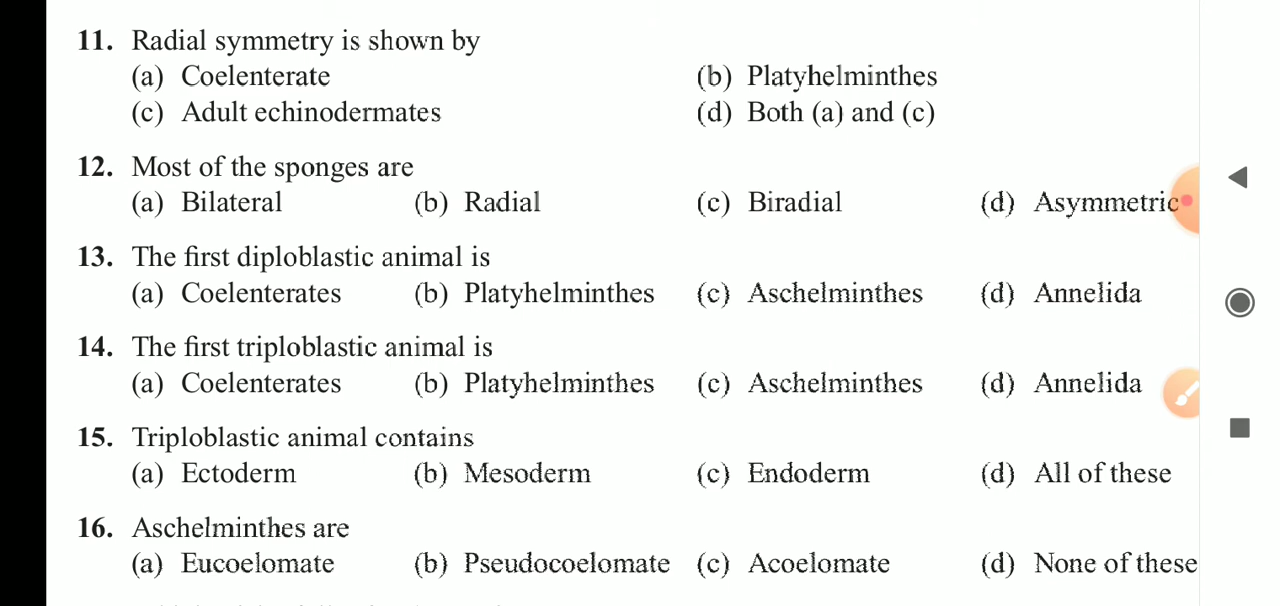 11. Radial symmetry is shown by
(a) Coelenterate (b) Platyhelminthes
(c) Adult echinodermates (d) Both (a) and (c)
12. Most of the sponges are
(a) Bilateral (b) Radial (c) Biradial (d) Asymmetric
13. The first diploblastic animal is
(a) Coelenterates (b) Platyhelminthes (c) Aschelminthes (d) Annelida
14. The first triploblastic animal is
(a) Coelenterates (b) Platyhelminthes (c) Aschelminthes (d) Annelida
15. Triploblastic animal contains
(a) Ectoderm (b) Mesoderm (c) Endoderm (d) All of these
16. Aschelminthes are
(a) Eucoelomate (b) Pseudocoelomate (c) Acoelomate (d) None of these